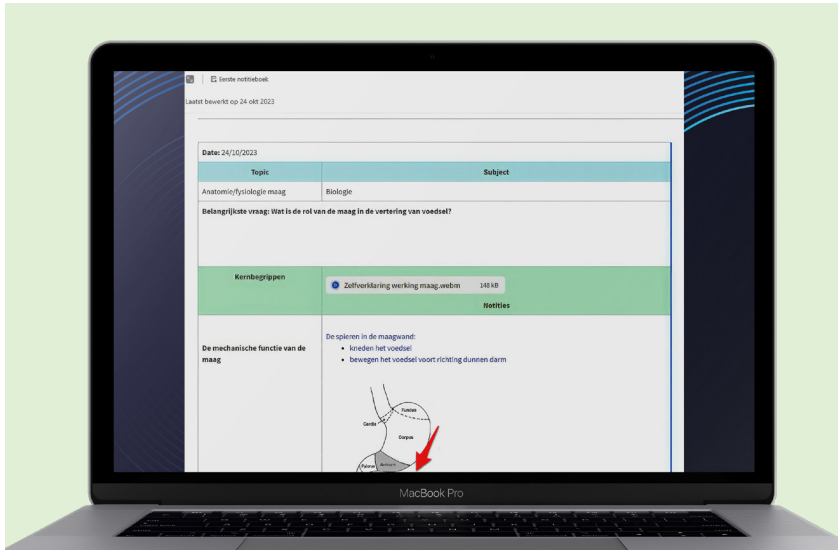 Eerste notitieboek
Laatst bewerkt op 24 okt 2023
Date: 24/10/2023
Topic
Subject
Anatomie/fysiologie maag
Biologie
Belangrijkste vraag: Wat is de rol van de maag in de vertering van voedsel?
Kernbegrippen
Zelfverklaring werking maag.webm
148 kB
Notities
De mechanische functie van de
maag
De spieren in de maagwand:
kneden het voedsel
bewegen het voedsel voort richting dunnen darm
Fundus
Cardia
Corpus
Pylorus
Antrum
MacBook Pro